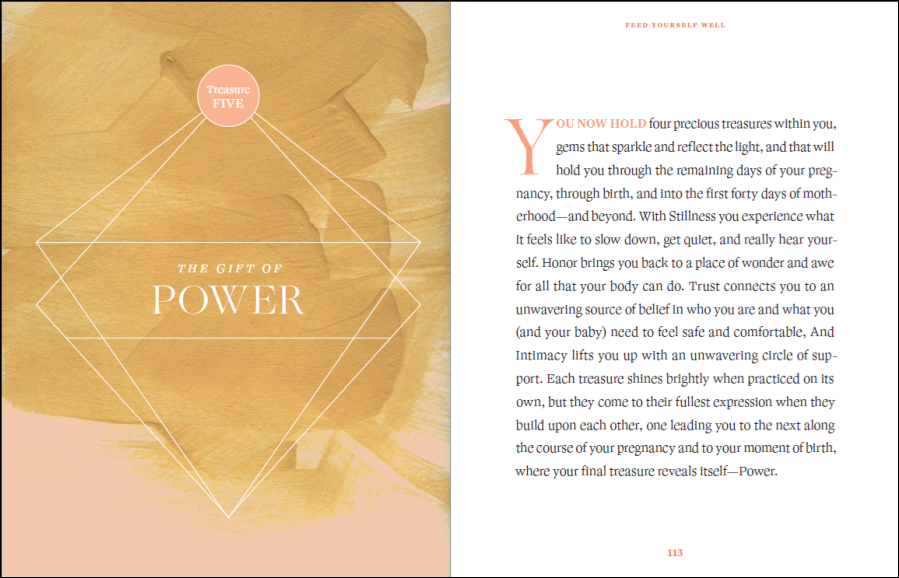 Treasure
FIVE
THE GIFT OF
POWER
FEED YOURSELF WELL
YOU NOW HOLD four precious treasures within you,
gems that sparkle and reflect the light, and that will
hold you through the remaining days of your preg-
nancy, through birth, and into the first forty days of moth-
erhood—and beyond. With Stillness you experience what
it feels like to slow down, get quiet, and really hear your-
self. Honor brings you back to a place of wonder and awe
for all that your body can do. Trust connects you to an
unwavering source of belief in who you are and what you
(and your baby) need to feel safe and comfortable, And
Intimacy lifts you up with an unwavering circle of sup-
port. Each treasure shines brightly when practiced on its
own, but they come to their fullest expression when they
build upon each other, one leading you to the next along
the course of your pregnancy and to your moment of birth,
where your final treasure reveals itself—Power.
113